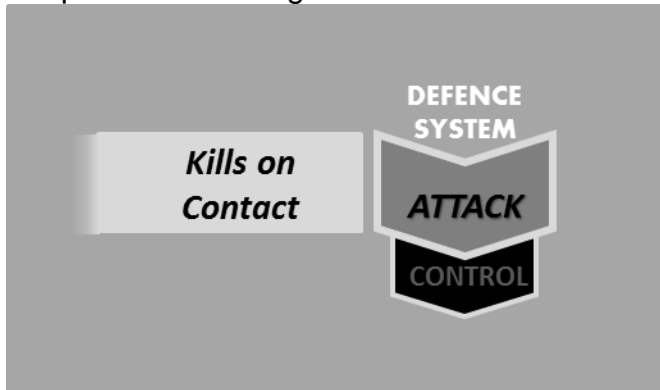 DEFENCE
SYSTEM
Kills on
Contact
ATTACK
CONTROL